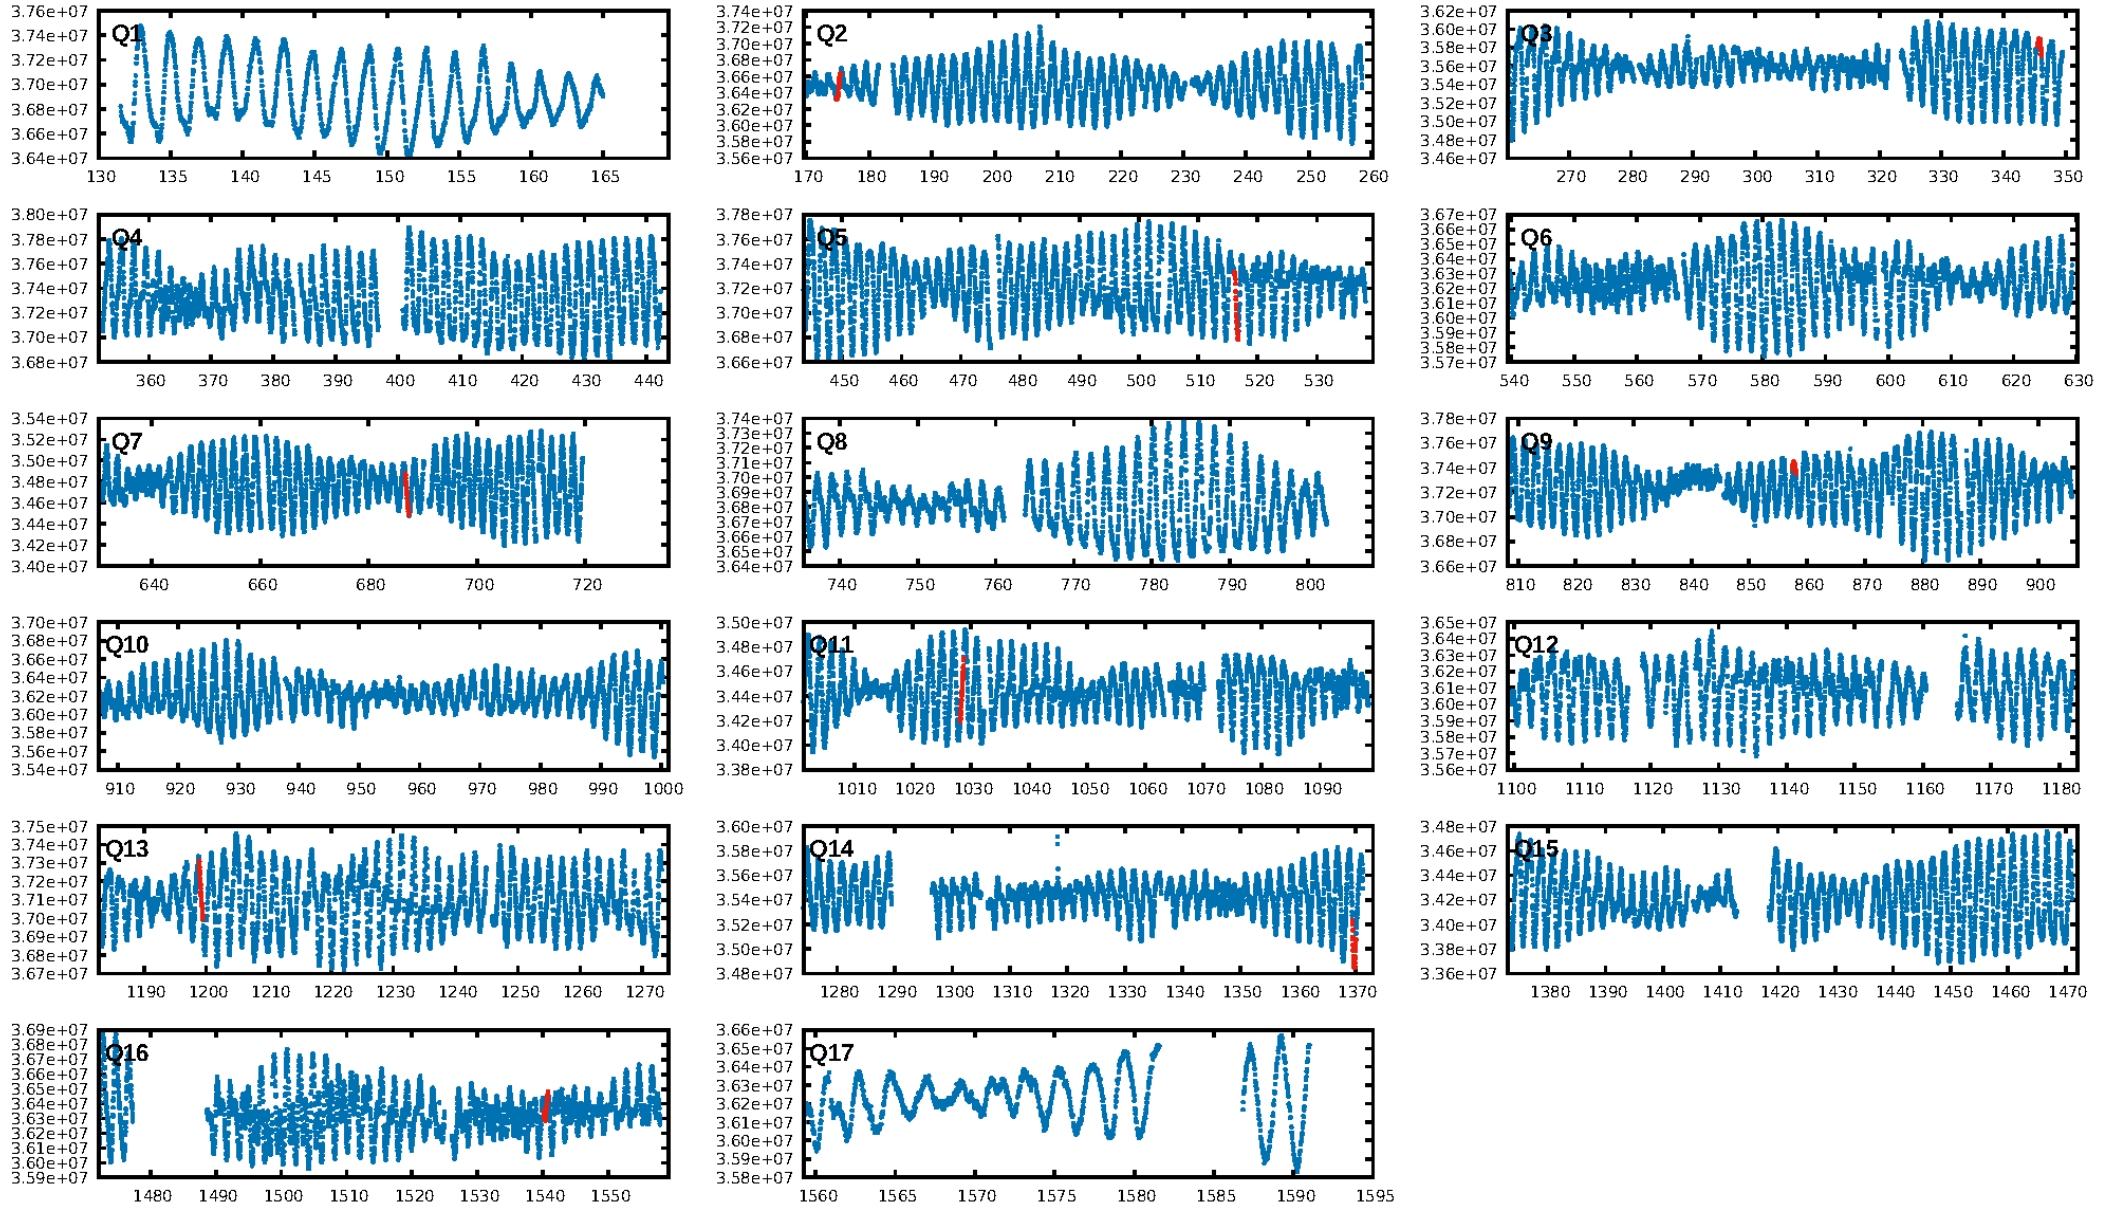 Q1
3.76e+07
3.74e+07
3.72e+07
3.70e+07
3.68e+07
3.66e+07
3.64e+07
130 135 140 145 150 155 160 165
Q2
3.74e+07
3.72e+07
3.70e+07
3.68e+07
3.66e+07
3.64e+07
3.62e+07
3.60e+07
3.58e+07
3.56e+07
170 180 190 200 210 220 230 240 250 260
Q3
3.62e+07
3.60e+07
3.58e+07
3.56e+07
3.54e+07
3.52e+07
3.50e+07
3.48e+07
3.46e+07
270 280 290 300 310 320 330 340 350
Q4
3.80e+07
3.78e+07
3.76e+07
3.74e+07
3.72e+07
3.70e+07
3.68e+07
360 370 380 390 400 410 420 430 440
Q5
3.78e+07
3.76e+07
3.74e+07
3.72e+07
3.70e+07
3.68e+07
3.66e+07
450 460 470 480 490 500 510 520 530
Q6
3.67e+07
3.66e+07
3.65e+07
3.64e+07
3.63e+07
3.62e+07
3.61e+07
3.60e+07
3.59e+07
3.58e+07
3.57e+07
540 550 560 570 580 590 600 610 620 630
Q7
3.54e+07
3.52e+07
3.50e+07
3.48e+07
3.46e+07
3.44e+07
3.42e+07
3.40e+07
640 660 680 700 720
Q8
3.74e+07
3.73e+07
3.72e+07
3.71e+07
3.70e+07
3.69e+07
3.68e+07
3.67e+07
3.66e+07
3.65e+07
3.64e+07
740 750 760 770 780 790 800
Q9
3.78e+07
3.76e+07
3.74e+07
3.72e+07
3.70e+07
3.68e+07
3.66e+07
810 820 830 840 850 860 870 880 890 900
Q10
3.70e+07
3.68e+07
3.66e+07
3.64e+07
3.62e+07
3.60e+07
3.58e+07
3.56e+07
3.54e+07
910 920 930 940 950 960 970 980 990 1000
Q11
3.50e+07
3.48e+07
3.46e+07
3.44e+07
3.42e+07
3.40e+07
3.38e+07
1010 1020 1030 1040 1050 1060 1070 1080 1090
Q12
3.65e+07
3.64e+07
3.63e+07
3.62e+07
3.61e+07
3.60e+07
3.59e+07
3.58e+07
3.57e+07
3.56e+07
1100 1110 1120 1130 1140 1150 1160 1170 1180
Q13
3.75e+07
3.74e+07
3.73e+07
3.72e+07
3.71e+07
3.70e+07
3.69e+07
3.68e+07
3.67e+07
1190 1200 1210 1220 1230 1240 1250 1260 1270
Q14
3.60e+07
3.58e+07
3.56e+07
3.54e+07
3.52e+07
3.50e+07
3.48e+07
1280 1290 1300 1310 1320 1330 1340 1350 1360 1370
Q15
3.48e+07
3.46e+07
3.44e+07
3.42e+07
3.40e+07
3.38e+07
3.36e+07
1380 1390 1400 1410 1420 1430 1440 1450 1460 1470
Q16
3.69e+07
3.68e+07
3.67e+07
3.66e+07
3.65e+07
3.64e+07
3.63e+07
3.62e+07
3.61e+07
3.60e+07
3.59e+07
1480 1490 1500 1510 1520 1530 1540 1550
Q17
3.66e+07
3.65e+07
3.64e+07
3.63e+07
3.62e+07
3.61e+07
3.60e+07
3.59e+07
3.58e+07
1560 1565 1570 1575 1580 1585 1590 1595